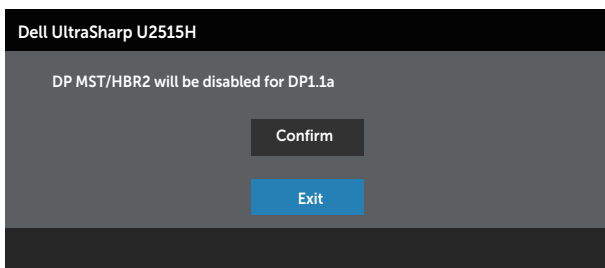 Dell UltraSharp U2515H
DP MST/HBR2 will be disabled for DP1.1a
Confirm
Exit